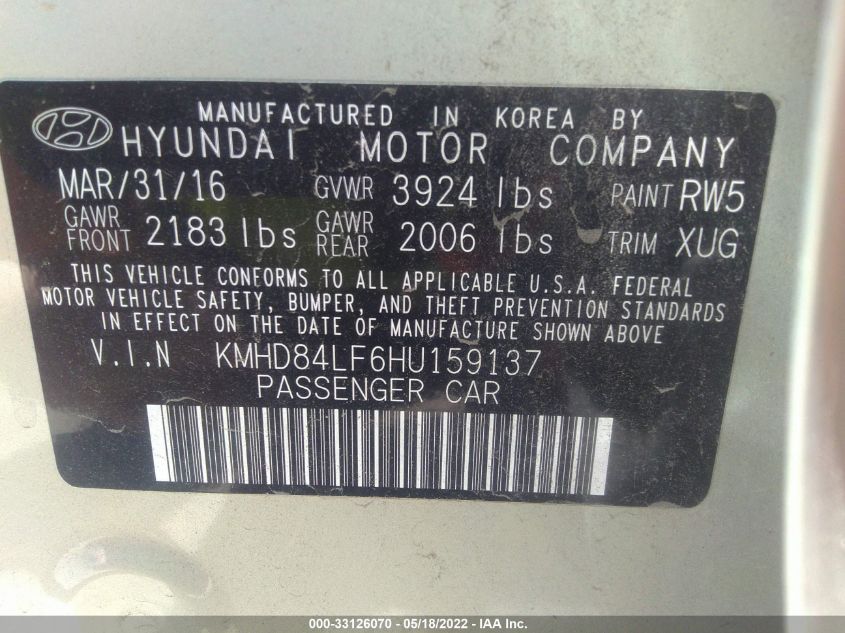 MANUFACTURED IN KOREA BY
HYUNDAI MOTOR COMPANY
MAR/31/16 GVWR 3924 lbs PAINT RW5
GAWR FRONT 2183 lbs GAWR REAR 2006 lbs TRIM XUG
THIS VEHICLE CONFORMS TO ALL APPLICABLE U.S.A. FEDERAL
MOTOR VEHICLE SAFETY, BUMPER, AND THEFT PREVENTION STANDARDS
IN EFFECT ON THE DATE OF MANUFACTURE SHOWN ABOVE
V.I.N KMHD84LF6HU159137
PASSENGER CAR
000-33126070 - 05/18/2022 - IAA Inc.